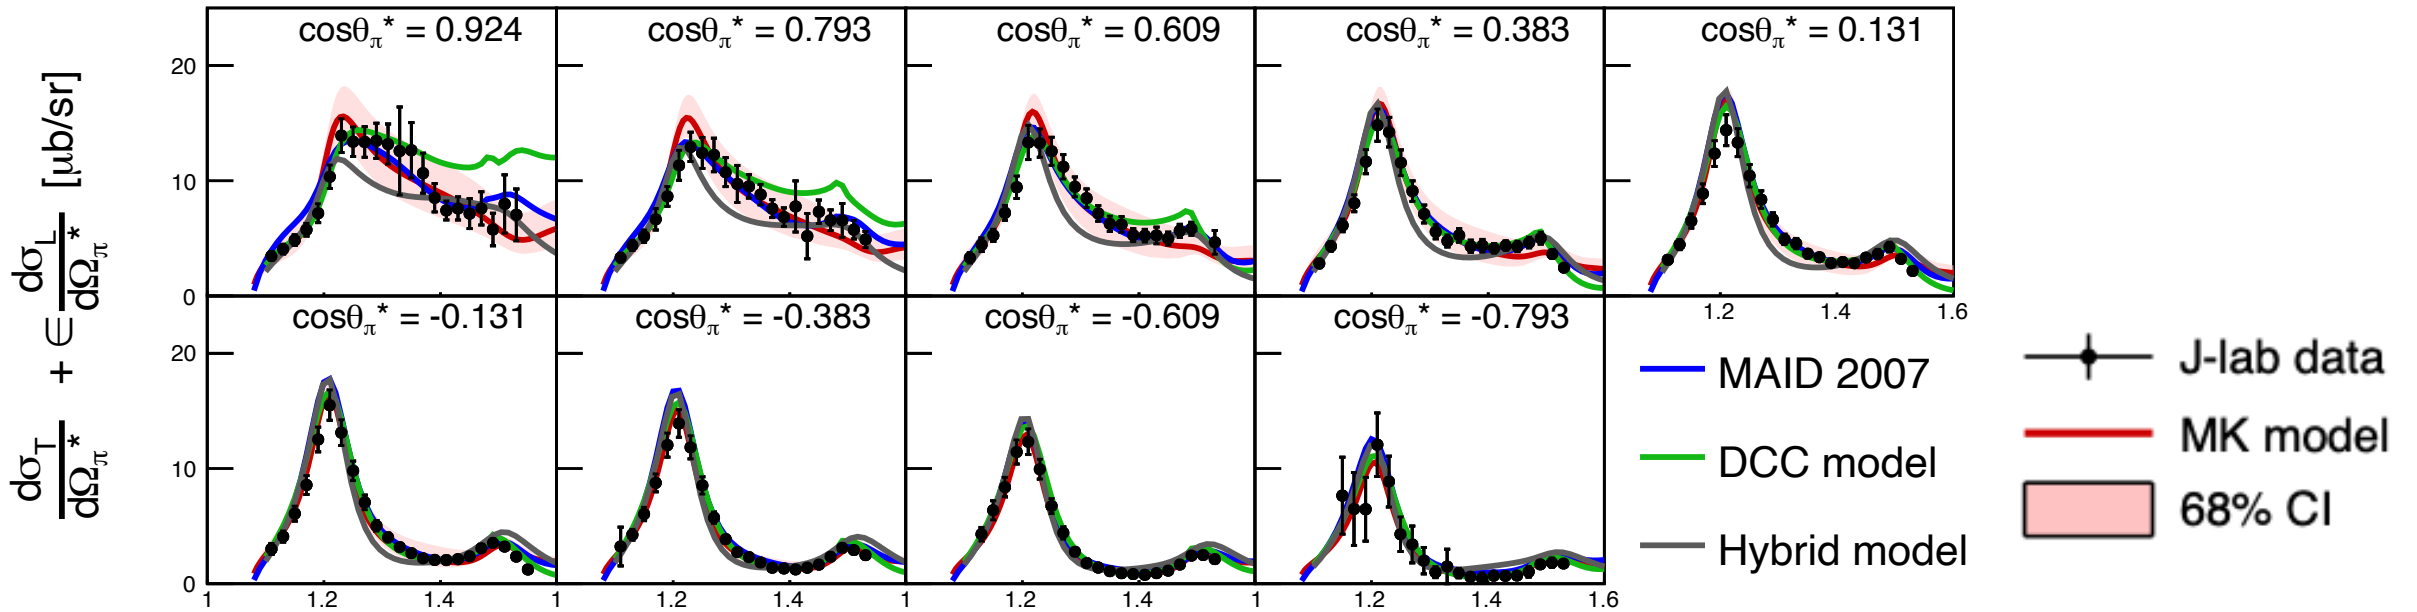 cosθπ* = 0.924 cosθπ* = 0.793 cosθπ* = 0.609 cosθπ* = 0.383 cosθπ* = 0.131
20
10
0
1.2 1.4 1.6
cosθπ* = -0.131 cosθπ* = -0.383 cosθπ* = -0.609 cosθπ* = -0.793
20
10
0
1 1.2 1.4 1 1.2 1.4 1 1.2 1.4 1 1.2 1.4 1.6
dσT/dΩπ* + ∈ dσL/dΩπ* [μb/sr]
MAID 2007
DCC model
Hybrid model
J-lab data
MK model
68% CI